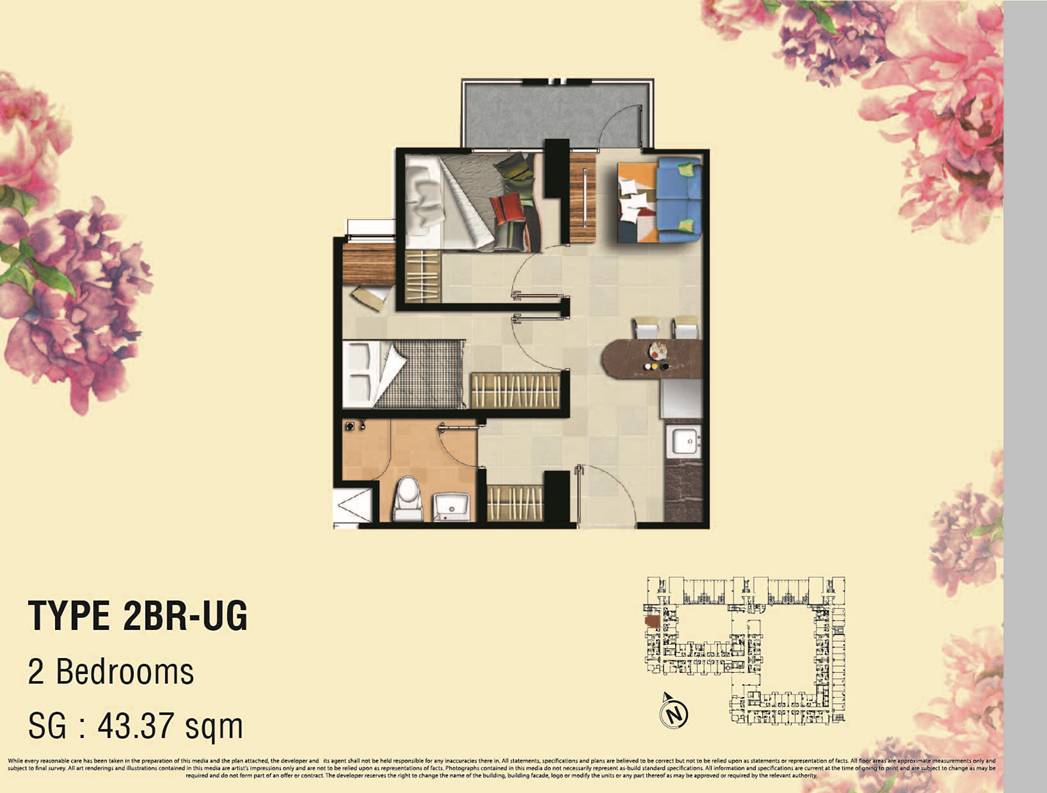 TYPE 2BR-UG
2 Bedrooms
SG : 43.37 sqm
N
While every reasonable care has been taken in the preparation of this media and the plan attached, the developer and its agent shall not be held responsible for any inaccuracies there in. All statements, specifications and plans are believed to be correct but not to be relied upon as statements or representation of facts. All floor areas are approximate measurements only and
subject to final survey. All art renderings and illustrations contained in this media are artist's impressions only and are not to be relied upon as representations of facts. Photographs contained in this media do not necessarily represent as-build standard specifications. All information and specifications are current at the time of going to print and are subject to change as may be
required and do not form part of an offer or contract. The developer reserves the right to change the name of the building, building facade, logo or modify the units or any part thereof as may be approved or required by the relevant authority.